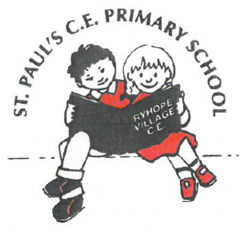 ST. PAUL'S C.E. PRIMARY SCHOOL
RYHOPE
VILLAGE
C.E.